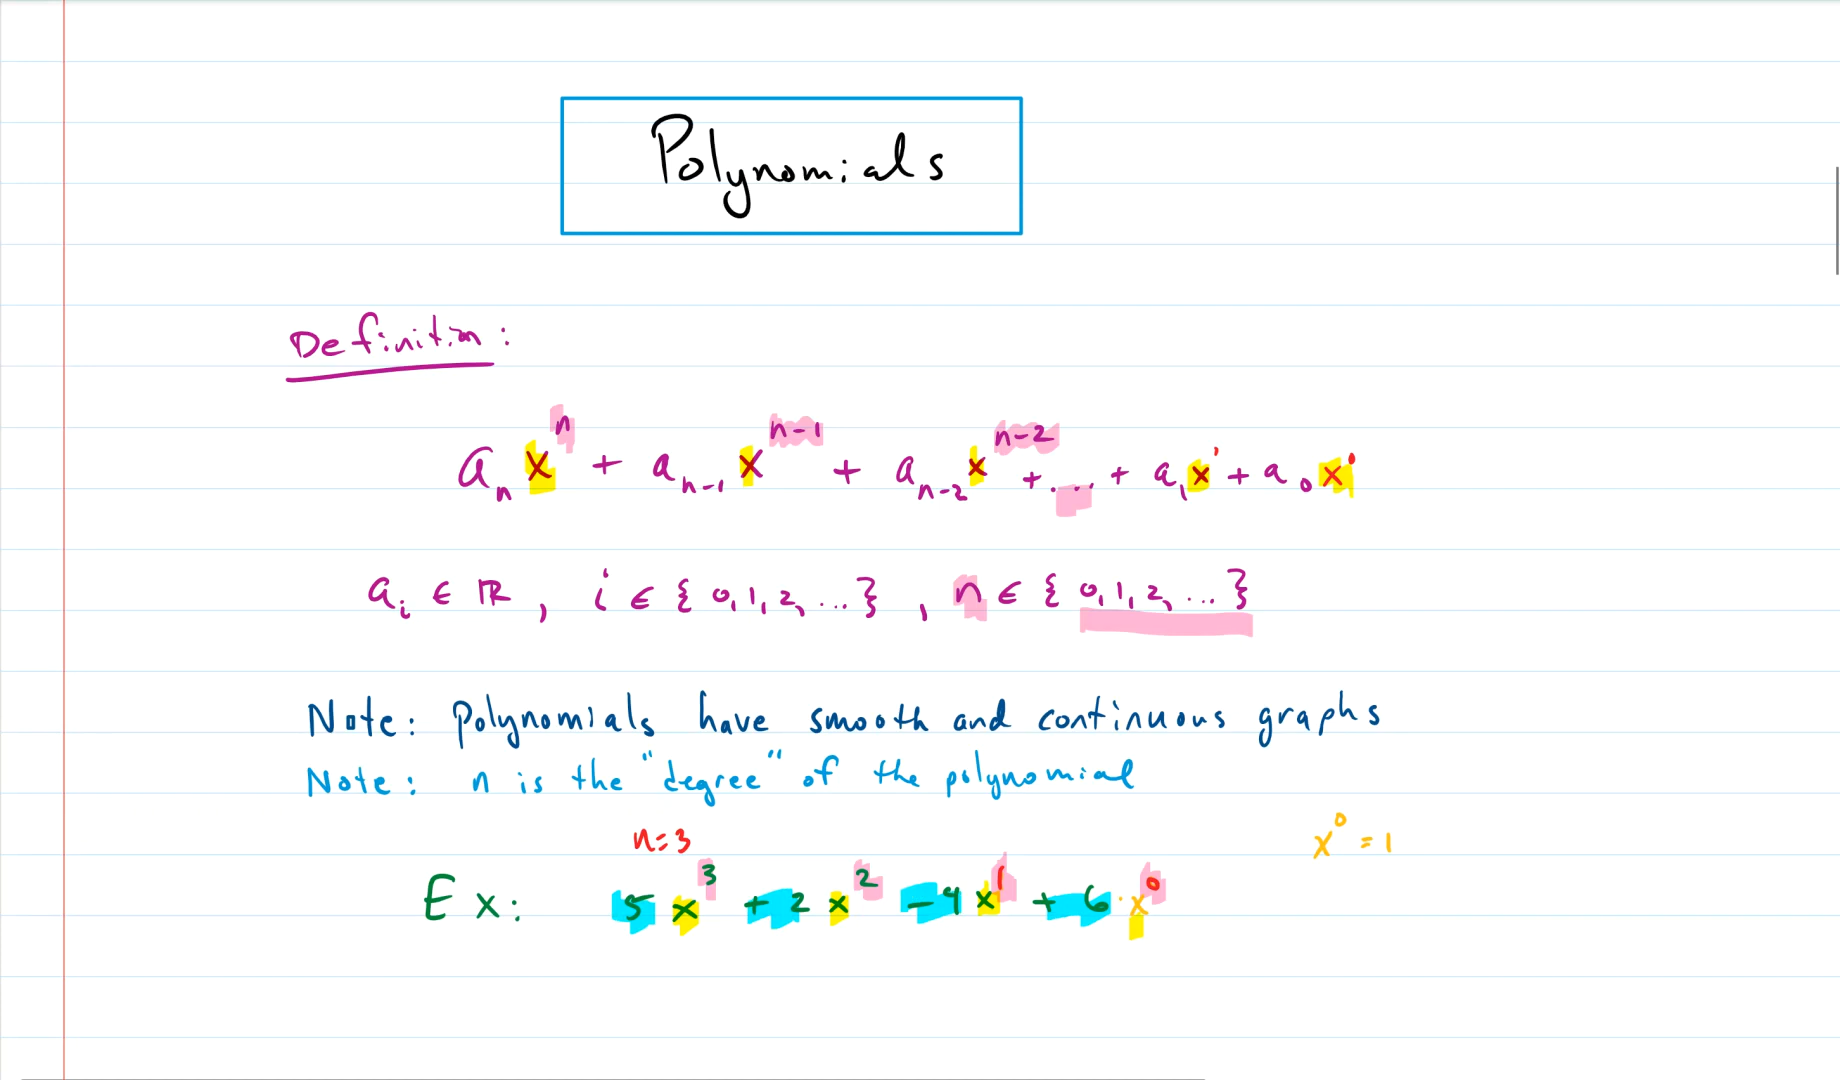 Polynomials
Definition:
aₙxⁿ + aₙ₋₁xⁿ⁻¹ + aₙ₋₂xⁿ⁻² + ... + a₁x¹ + a₀x⁰
aᵢ ∈ ℝ, i ∈ {0,1,2,...}, n ∈ {0,1,2,...}
Note: Polynomials have smooth and continuous graphs
Note: n is the "degree" of the polynomial
n=3
x⁰ = 1
Ex: 5x³ + 2x² - 4x¹ + 6·x⁰